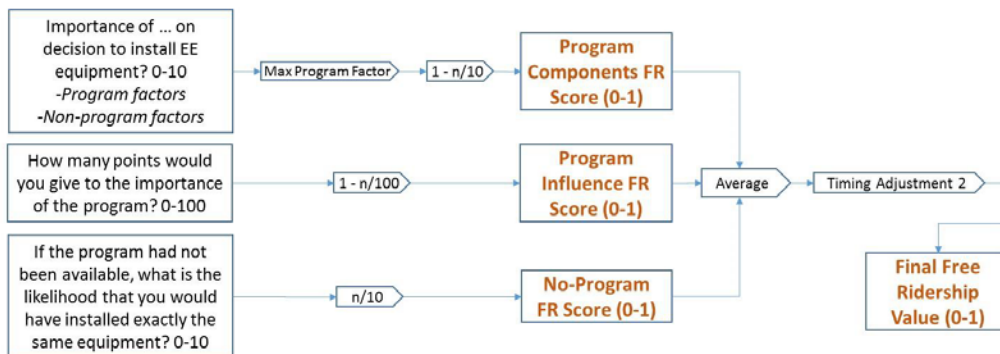 Importance of ... on
decision to install EE
equipment? 0-10
-Program factors
-Non-program factors
Max Program Factor
1 - n/10
Program
Components FR
Score (0-1)
How many points would
you give to the importance
of the program? 0-100
1 - n/100
Program
Influence FR
Score (0-1)
Average
Timing Adjustment 2
If the program had not
been available, what is the
likelihood that you would
have installed exactly the
same equipment? 0-10
n/10
No-Program
FR Score (0-1)
Final Free
Ridership
Value (0-1)